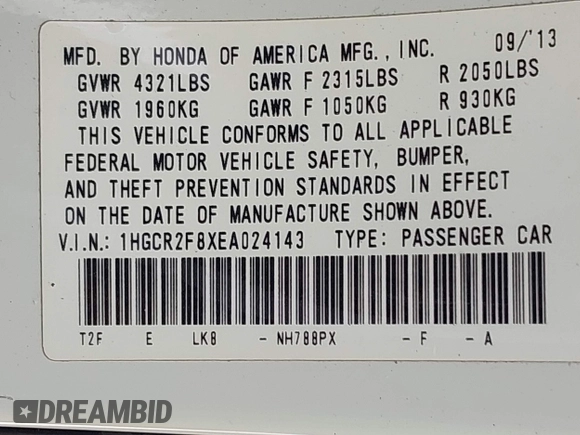 MFD. BY HONDA OF AMERICA MFG., INC. 09/'13
GVWR 4321LBS GAWR F 2315LBS R 2050LBS
GVWR 1960KG GAWR F 1050KG R 930KG
THIS VEHICLE CONFORMS TO ALL APPLICABLE
FEDERAL MOTOR VEHICLE SAFETY, BUMPER,
AND THEFT PREVENTION STANDARDS IN EFFECT
ON THE DATE OF MANUFACTURE SHOWN ABOVE.
V.I.N.: 1HGCR2F8XEA024143 TYPE: PASSENGER CAR
T2F E LK8 - NH788PX - F - A
DREAMBID